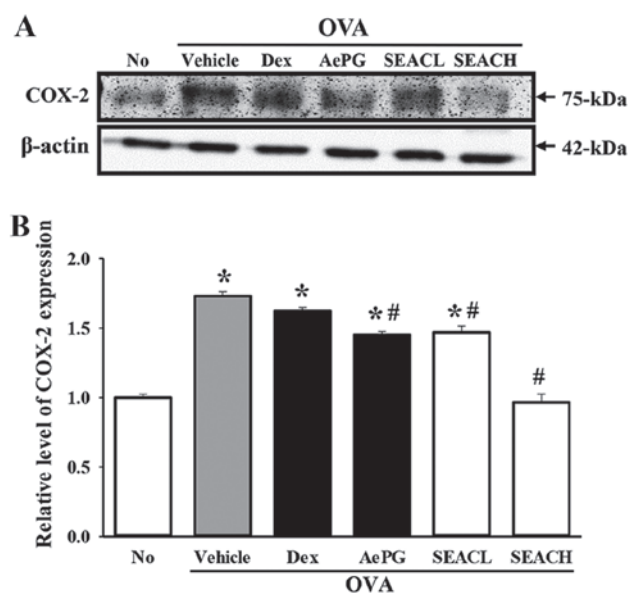 A
OVA
No Vehicle Dex AePG SEACL SEACH
COX-2 75-kDa
β-actin 42-kDa
B
Relative level of COX-2 expression
2.0
1.5
1.0
0.5
0.0
* * *# *# #
No Vehicle Dex AePG SEACL SEACH
OVA